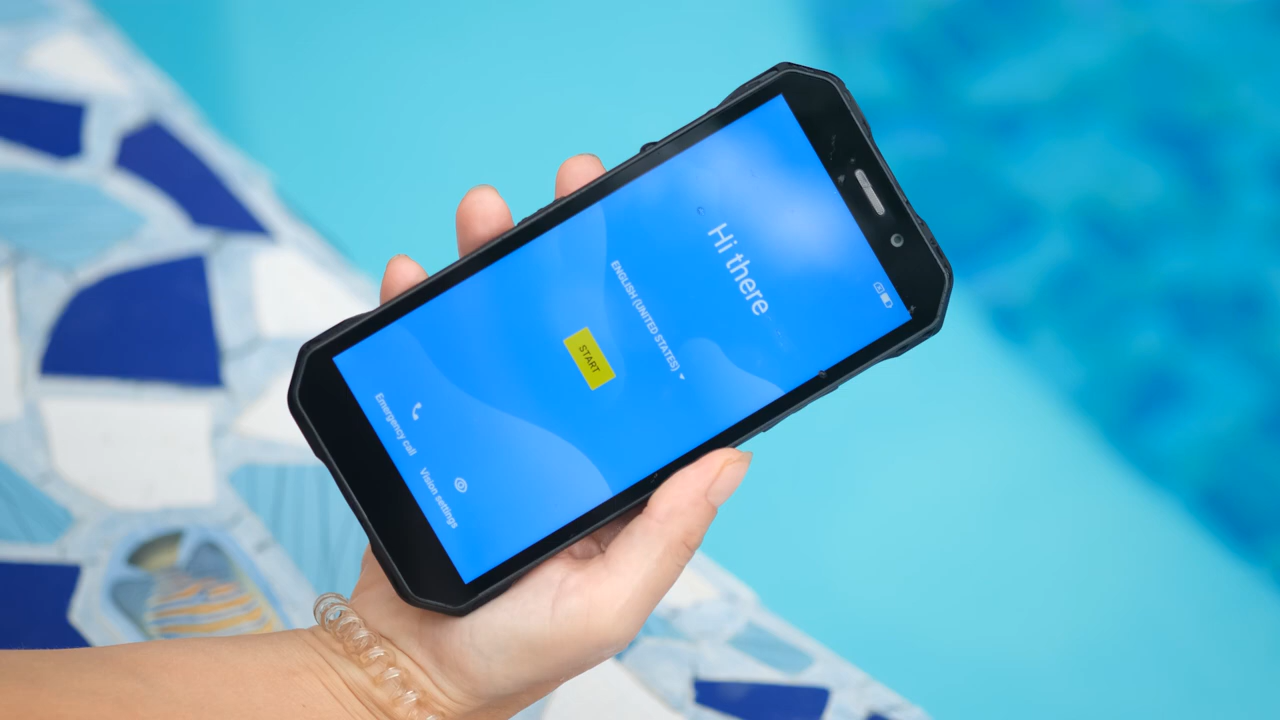 Hi there
ENGLISH (UNITED STATES)
START
Emergency call
Vision settings